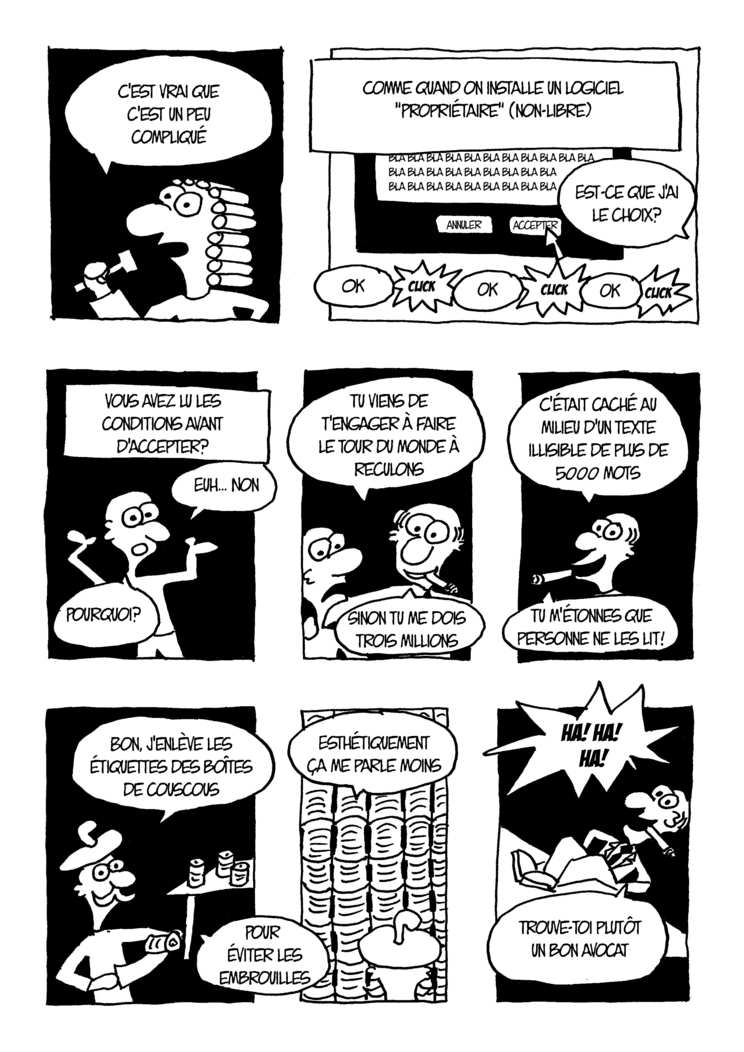 C'EST VRAI QUE
C'EST UN PEU
COMPLIQUÉ
COMME QUAND ON INSTALLE UN LOGICIEL
"PROPRIÉTAIRE" (NON-LIBRE)
BLA BLA BLA BLA BLA BLA BLA BLA BLA BLA BLA
BLA BLA BLA BLA BLA BLA BLA BLA BLA
BLA BLA BLA BLA BLA BLA BLA BLA BLA
EST-CE QUE J'AI
LE CHOIX?
ANNULER
ACCEPTER
OK
CLICK
OK
CLICK
OK
CLICK
VOUS AVEZ LU LES
CONDITIONS AVANT
D'ACCEPTER?
EUH... NON
POURQUOI?
TU VIENS DE
T'ENGAGER À FAIRE
LE TOUR DU MONDE À
RECULONS
SINON TU ME DOIS
TROIS MILLIONS
C'ÉTAIT CACHÉ AU
MILIEU D'UN TEXTE
ILLISIBLE DE PLUS DE
5000 MOTS
TU M'ÉTONNES QUE
PERSONNE NE LES LIT!
BON, J'ENLÈVE LES
ÉTIQUETTES DES BOÎTES
DE COUSCOUS
POUR
ÉVITER LES
EMBROUILLES
ESTHÉTIQUEMENT
ÇA ME PARLE MOINS
HA! HA!
HA!
TROUVE-TOI PLUTÔT
UN BON AVOCAT